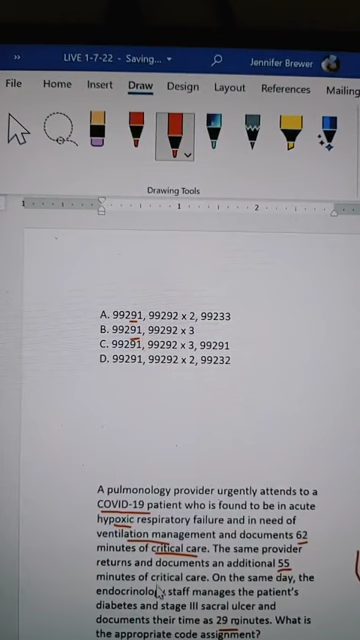 LIVE 1-7-22 - Saving...
Jennifer Brewer
File Home Insert Draw Design Layout References Mailing
Drawing Tools
1 1 2
A. 99291, 99292 x 2, 99233
B. 99291, 99292 x 3
C. 99291, 99292 x 3, 99291
D. 99291, 99292 x 2, 99232
A pulmonology provider urgently attends to a
COVID-19 patient who is found to be in acute
hypoxic respiratory failure and in need of
ventilation management and documents 62
minutes of critical care. The same provider
returns and documents an additional 55
minutes of critical care. On the same day, the
endocrinology staff manages the patient's
diabetes and stage III sacral ulcer and
documents their time as 29 minutes. What is
the appropriate code assignment?